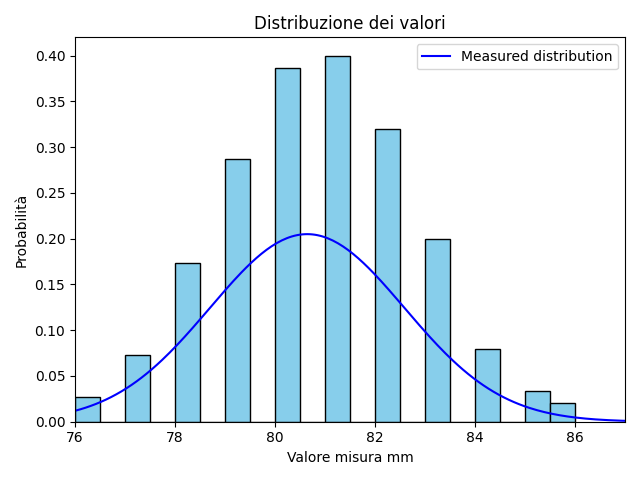 Distribuzione dei valori
Measured distribution
Probabilità
0.40
0.35
0.30
0.25
0.20
0.15
0.10
0.05
0.00
76 78 80 82 84 86
Valore misura mm